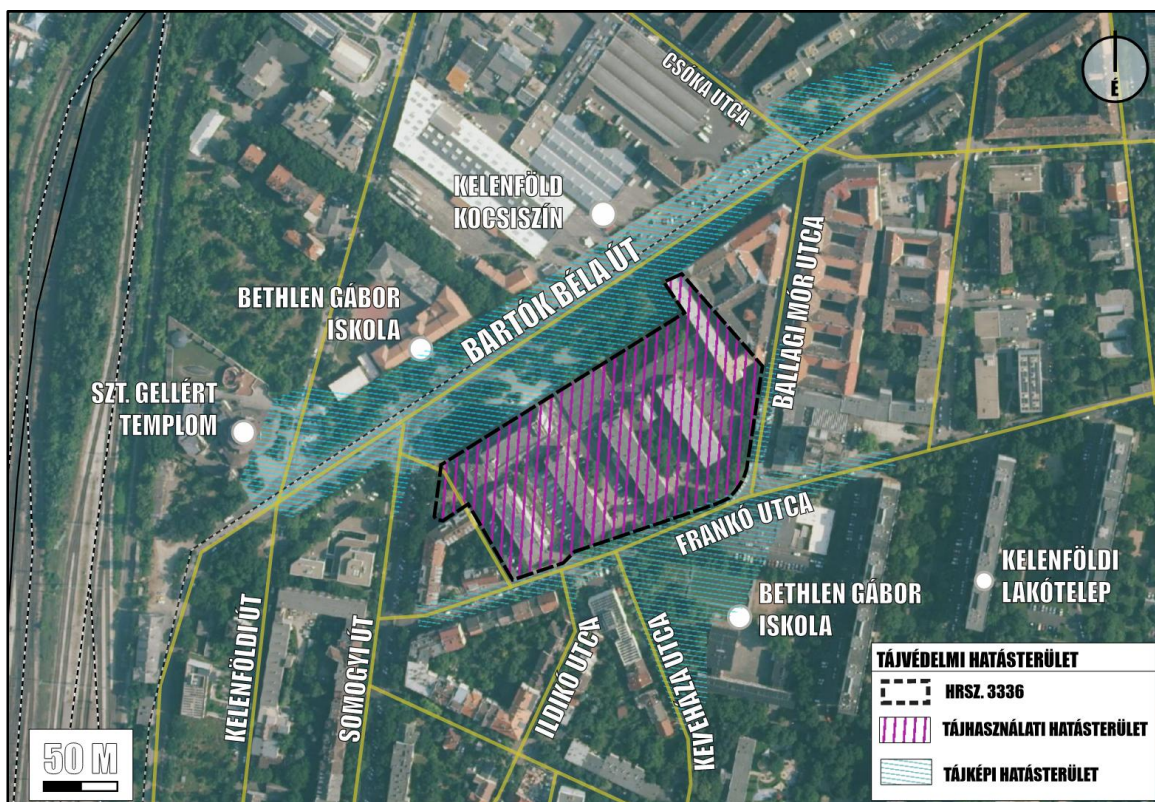 CSÓKA UTCA
É
KELENFÖLD
KOCSISZÍN
BETHLEN GÁBOR
ISKOLA
BARTÓK BÉLA ÚT
BALLAGI MÓR UTCA
SZT. GELLÉRT
TEMPLOM
FRANKÓ UTCA
KELENFÖLDI
LAKÓTELEP
BETHLEN GÁBOR
ISKOLA
KELENFÖLDI ÚT
SOMOGYI ÚT
ILDIKÓ UTCA
KEVEHÁZA UTCA
50 M
TÁJVÉDELMI HATÁSTERÜLET
HRSZ. 3336
TÁJHASZNÁLATI HATÁSTERÜLET
TÁJKÉPI HATÁSTERÜLET